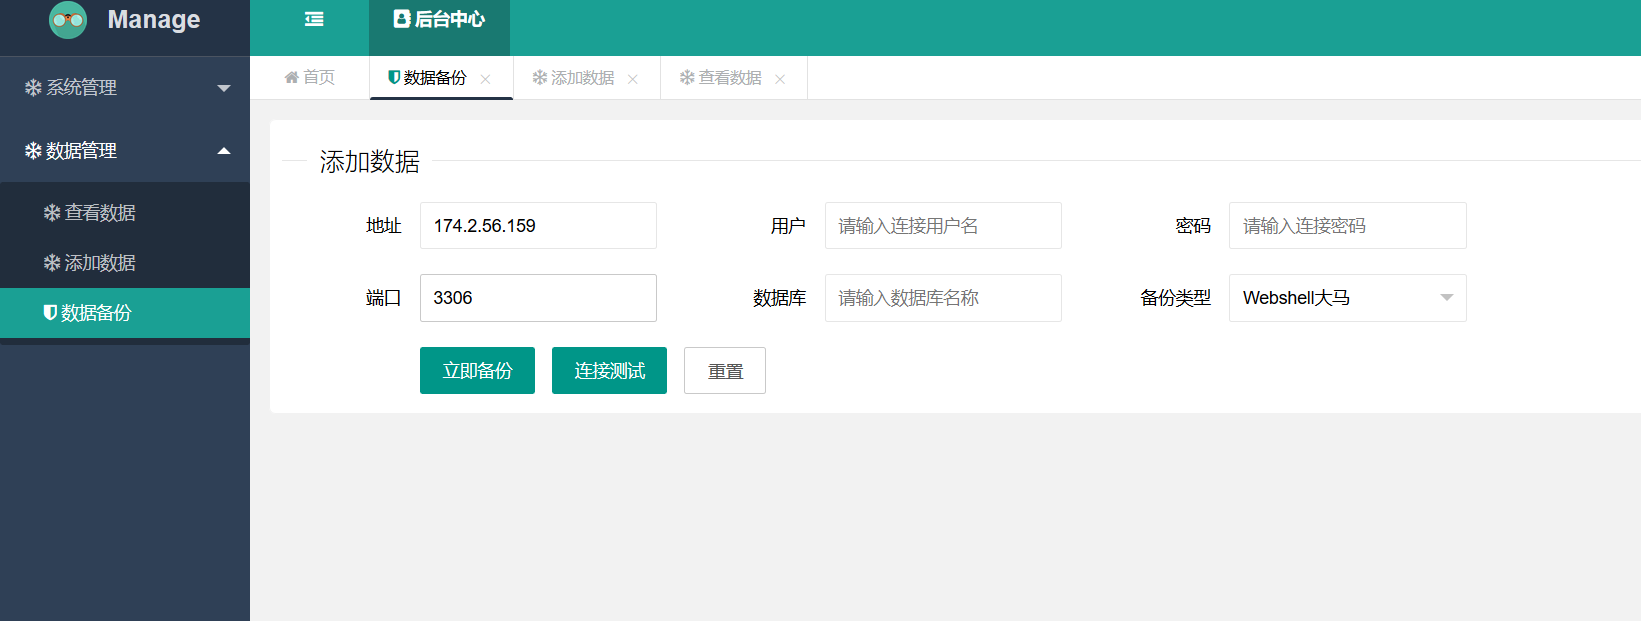 Manage
后台中心
系统管理
数据管理
查看数据
添加数据
数据备份
首页
数据备份
添加数据
查看数据
添加数据
地址 174.2.56.159 用户 请输入连接用户名 密码 请输入连接密码
端口 3306 数据库 请输入数据库名称 备份类型 Webshell大马
立即备份 连接测试 重置